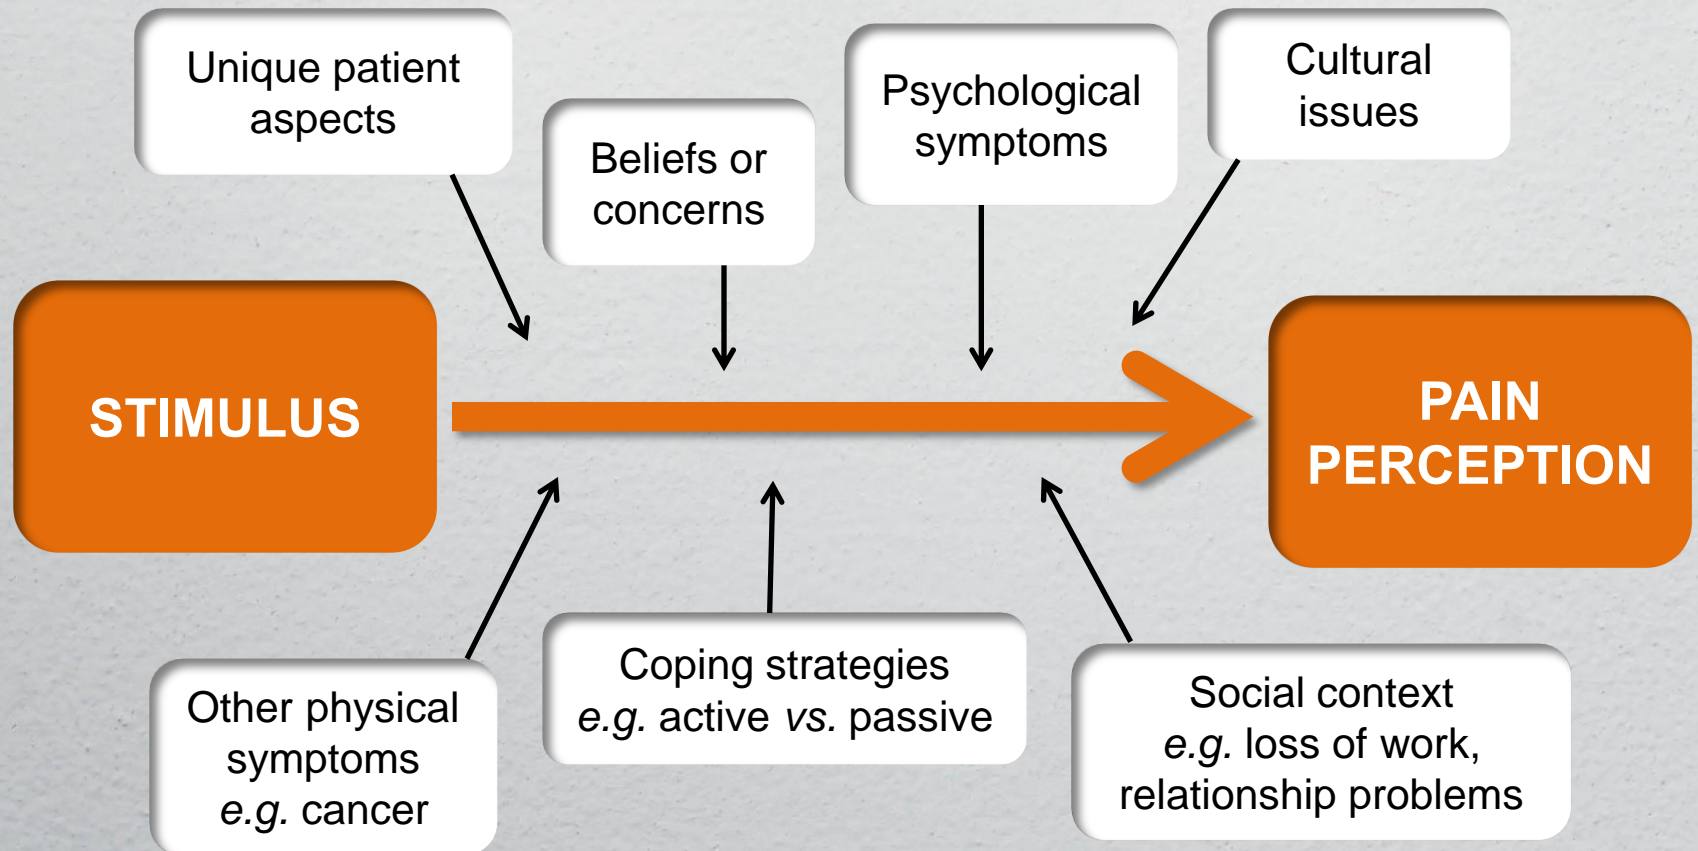 Unique patient
aspects
Beliefs or
concerns
Psychological
symptoms
Cultural
issues
STIMULUS
PAIN
PERCEPTION
Other physical
symptoms
e.g. cancer
Coping strategies
e.g. active vs. passive
Social context
e.g. loss of work,
relationship problems